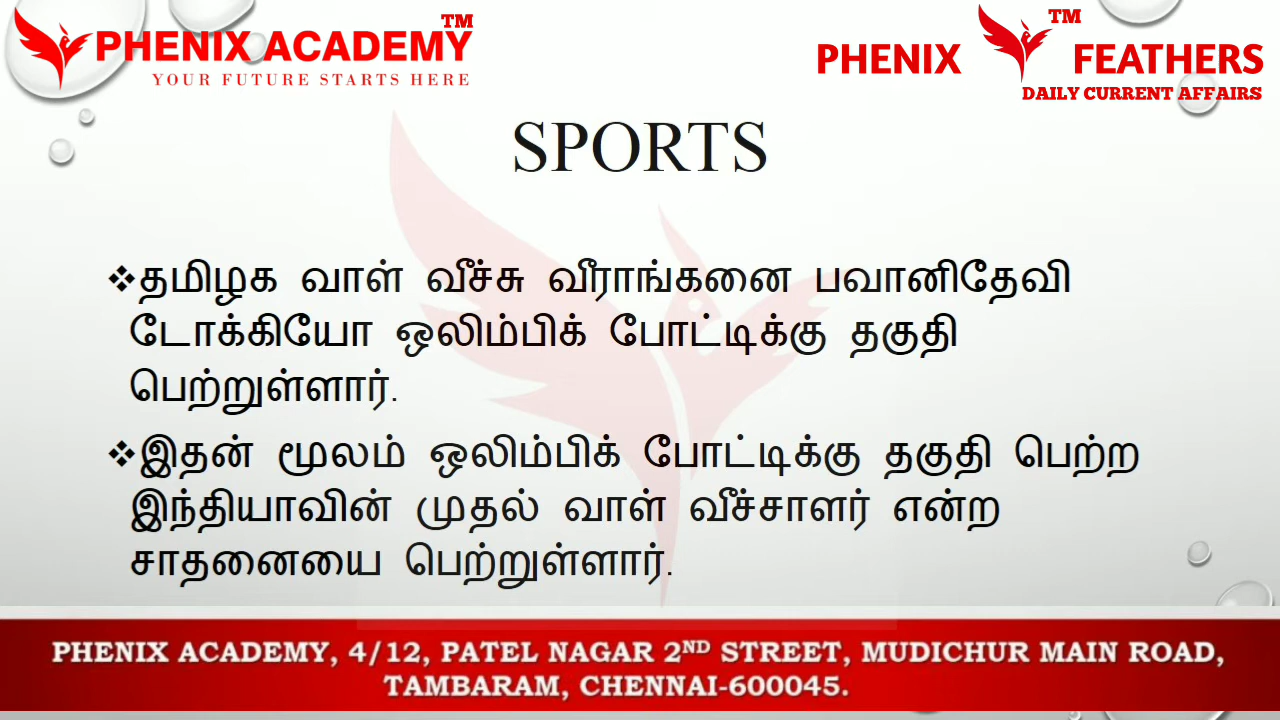 PHENIX ACADEMY™
YOUR FUTURE STARTS HERE
PHENIX ™ FEATHERS
DAILY CURRENT AFFAIRS
SPORTS
❖தமிழக வாள் வீச்சு வீராங்கனை பவானிதேவி
டோக்கியோ ஒலிம்பிக் போட்டிக்கு தகுதி
பெற்றுள்ளார்.
❖இதன் மூலம் ஒலிம்பிக் போட்டிக்கு தகுதி பெற்ற
இந்தியாவின் முதல் வாள் வீச்சாளர் என்ற
சாதனையை பெற்றுள்ளார்.
PHENIX ACADEMY, 4/12, PATEL NAGAR 2ND STREET, MUDICHUR MAIN ROAD,
TAMBARAM, CHENNAI-600045.